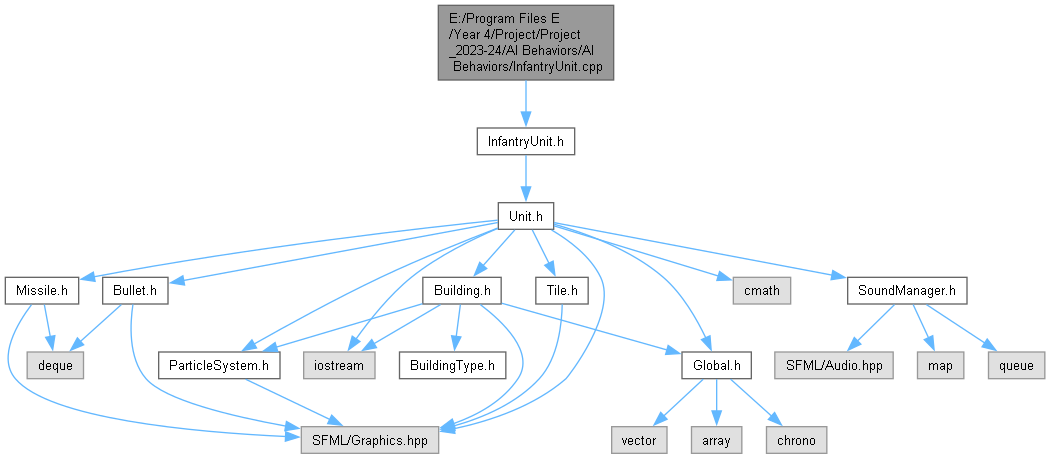 E:/Program Files E
/Year 4/Project/Project
_2023-24/AI Behaviors/AI
Behaviors/InfantryUnit.cpp
InfantryUnit.h
Unit.h
Missile.h
Bullet.h
Building.h
Tile.h
cmath
SoundManager.h
deque
ParticleSystem.h
iostream
BuildingType.h
Global.h
SFML/Audio.hpp
map
queue
SFML/Graphics.hpp
vector
array
chrono